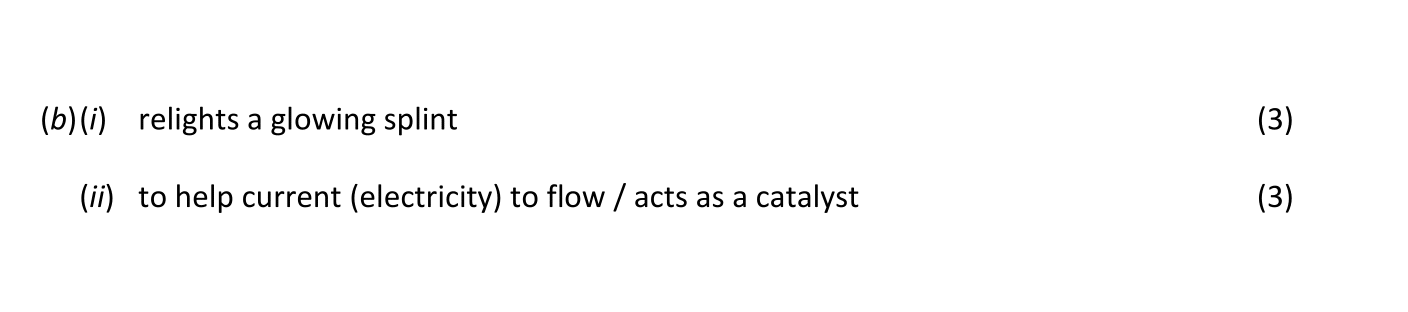 (b)(i) relights a glowing splint (3)
(ii) to help current (electricity) to flow / acts as a catalyst (3)